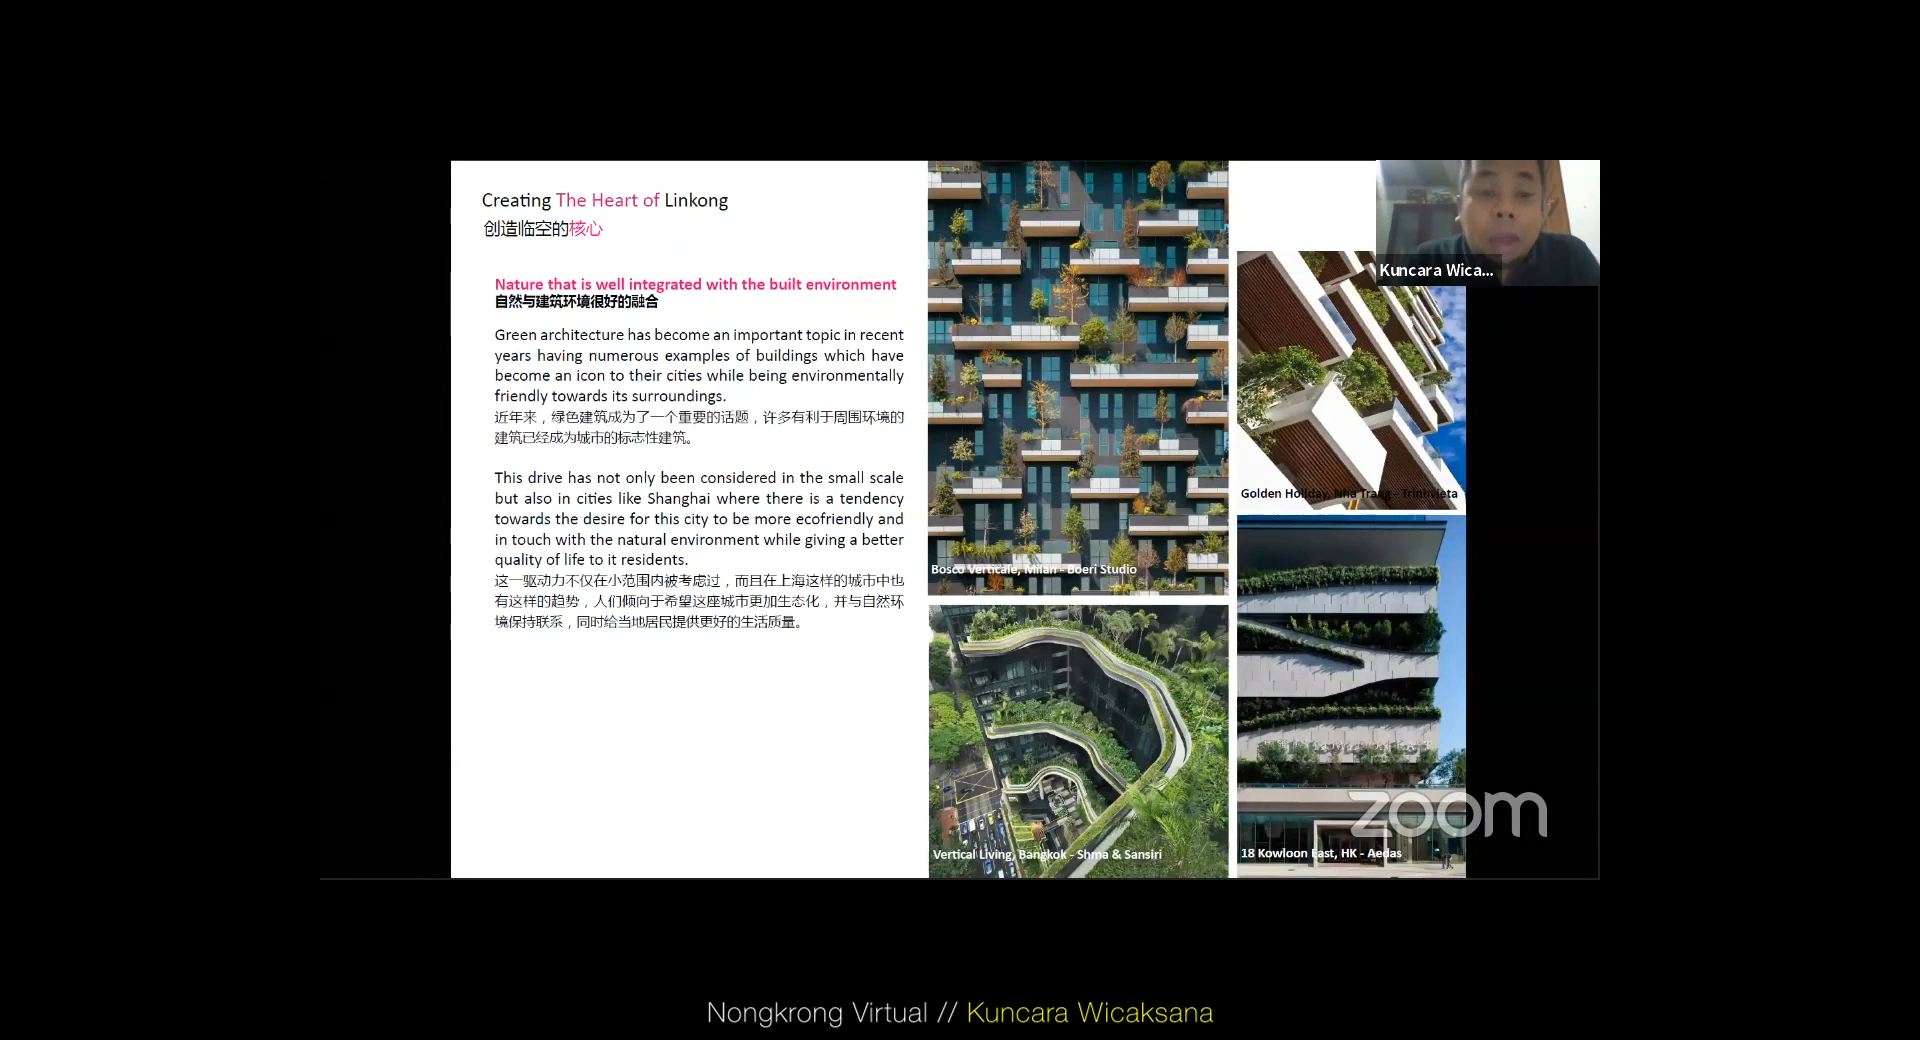 Creating The Heart of Linkong
创造临空的核心
Nature that is well integrated with the built environment
自然与建筑环境很好的融合
Green architecture has become an important topic in recent
years having numerous examples of buildings which have
become an icon to their cities while being environmentally
friendly towards its surroundings.
近年来，绿色建筑成为了一个重要的话题，许多有利于周围环境的
建筑已经成为城市的标志性建筑。
This drive has not only been considered in the small scale
but also in cities like Shanghai where there is a tendency
towards the desire for this city to be more ecofriendly and
in touch with the natural environment while giving a better
quality of life to it residents.
这一驱动力不仅在小范围内被考虑过，而且在上海这样的城市中也
有这样的趋势，人们倾向于希望这座城市更加生态化，并与自然环
境保持联系，同时给当地居民提供更好的生活质量。
Bosco Verticale, Milan - Boeri Studio
Vertical Living, Bangkok - Shma & Sansiri
Kuncara Wica...
Golden Holiday, Nha Trang - Trinhvieta
18 Kowloon East, HK - Aedas
zoom
Nongkrong Virtual // Kuncara Wicaksana